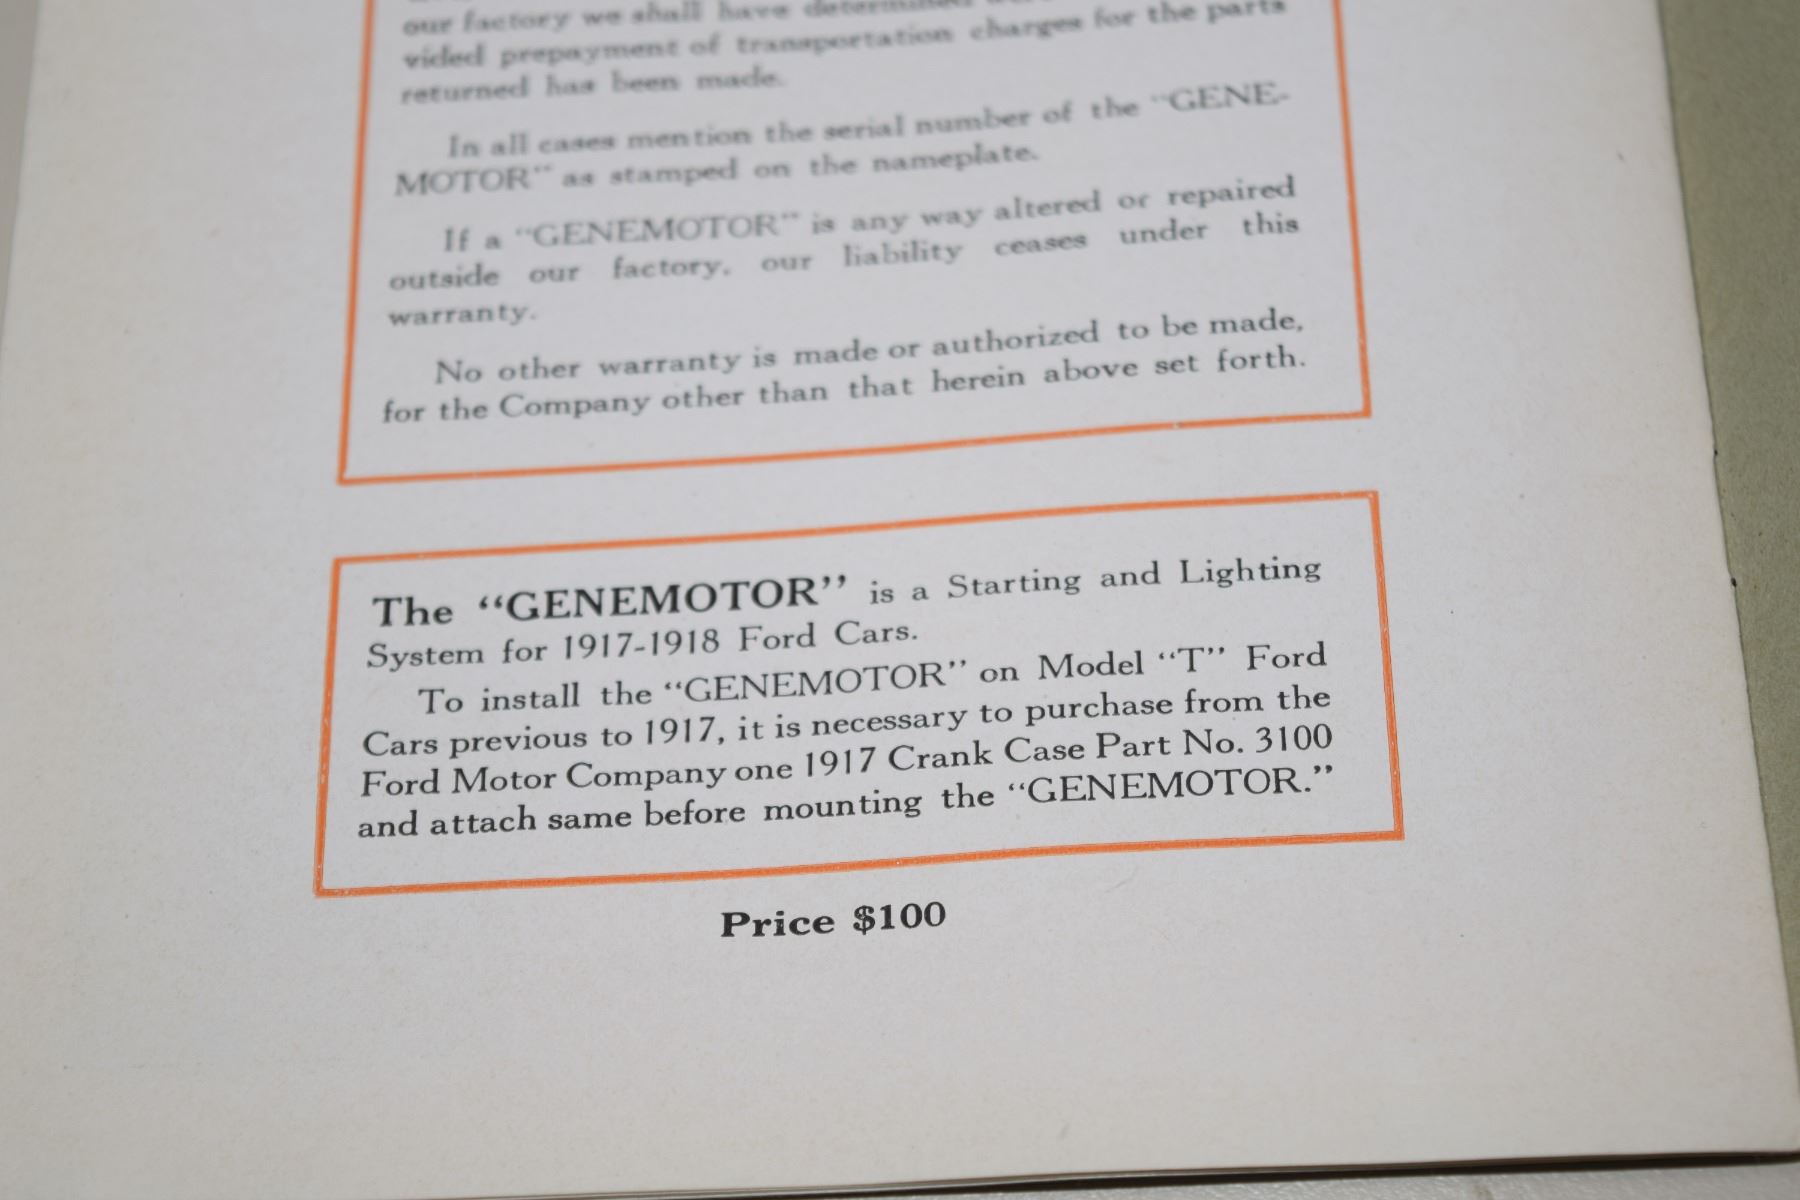 our factory we shall have determined
vided prepayment of transportation charges for the parts
returned has been made.
In all cases mention the serial number of the "GENE-
MOTOR" as stamped on the nameplate.
If a "GENEMOTOR" is any way altered or repaired
outside our factory, our liability ceases under this
warranty.
No other warranty is made or authorized to be made,
for the Company other than that herein above set forth.
The "GENEMOTOR" is a Starting and Lighting
System for 1917-1918 Ford Cars.
To install the "GENEMOTOR" on Model "T" Ford
Cars previous to 1917, it is necessary to purchase from the
Ford Motor Company one 1917 Crank Case Part No. 3100
and attach same before mounting the "GENEMOTOR."
Price $100